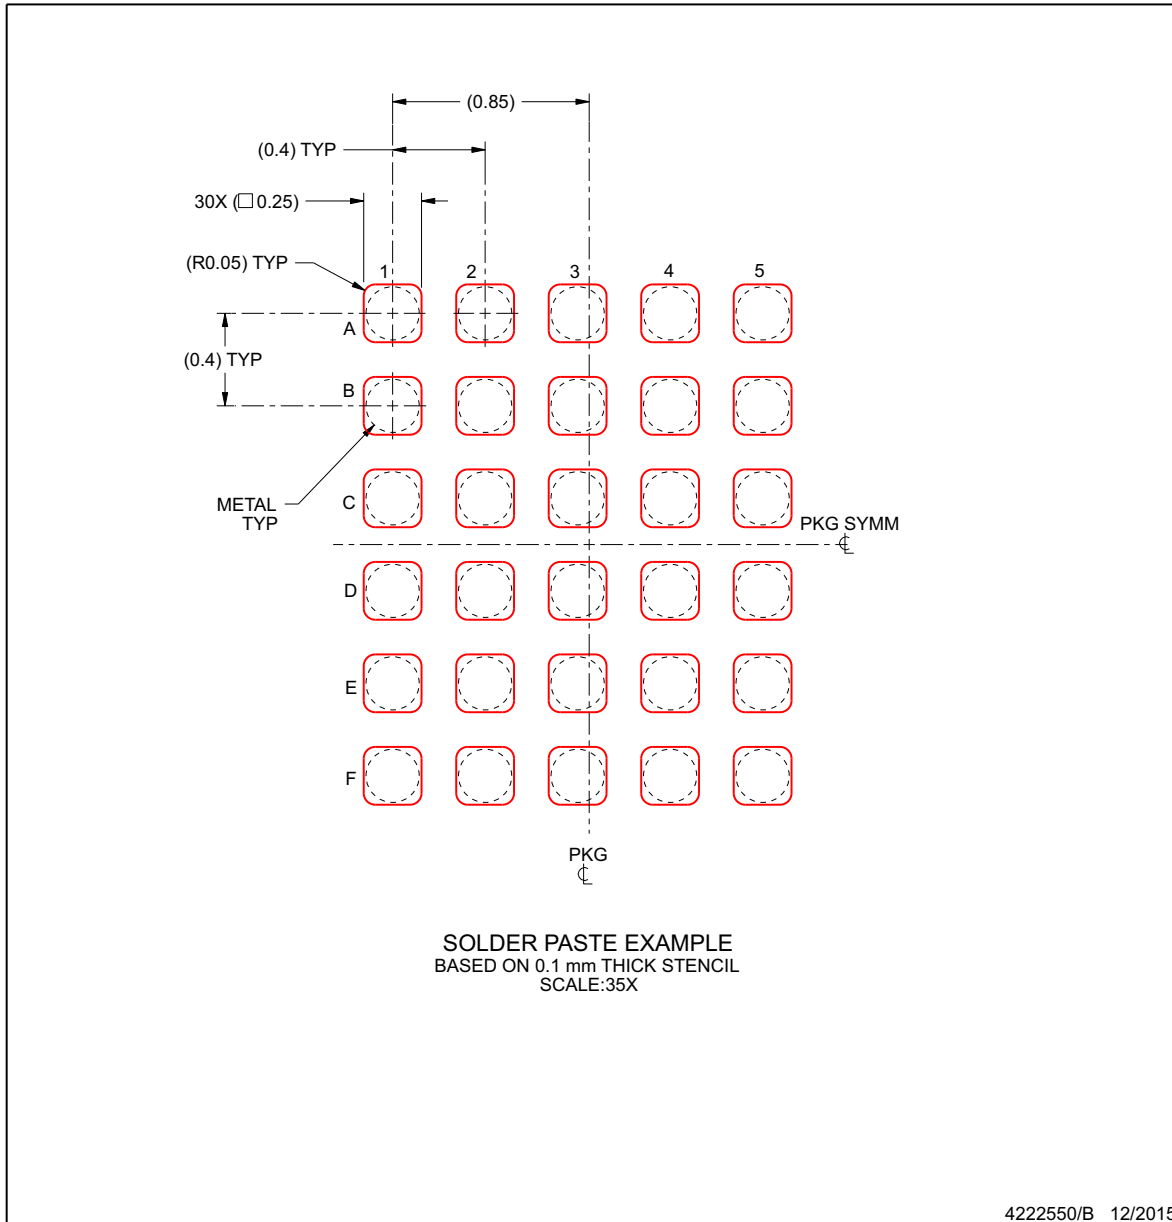 (0.85)
(0.4) TYP
30X (□ 0.25)
(R0.05) TYP
1 2 3 4 5
A
(0.4) TYP
B
METAL
TYP
C
PKG SYMM
℄
D
E
F
PKG
℄
SOLDER PASTE EXAMPLE
BASED ON 0.1 mm THICK STENCIL
SCALE:35X
4222550/B 12/2015